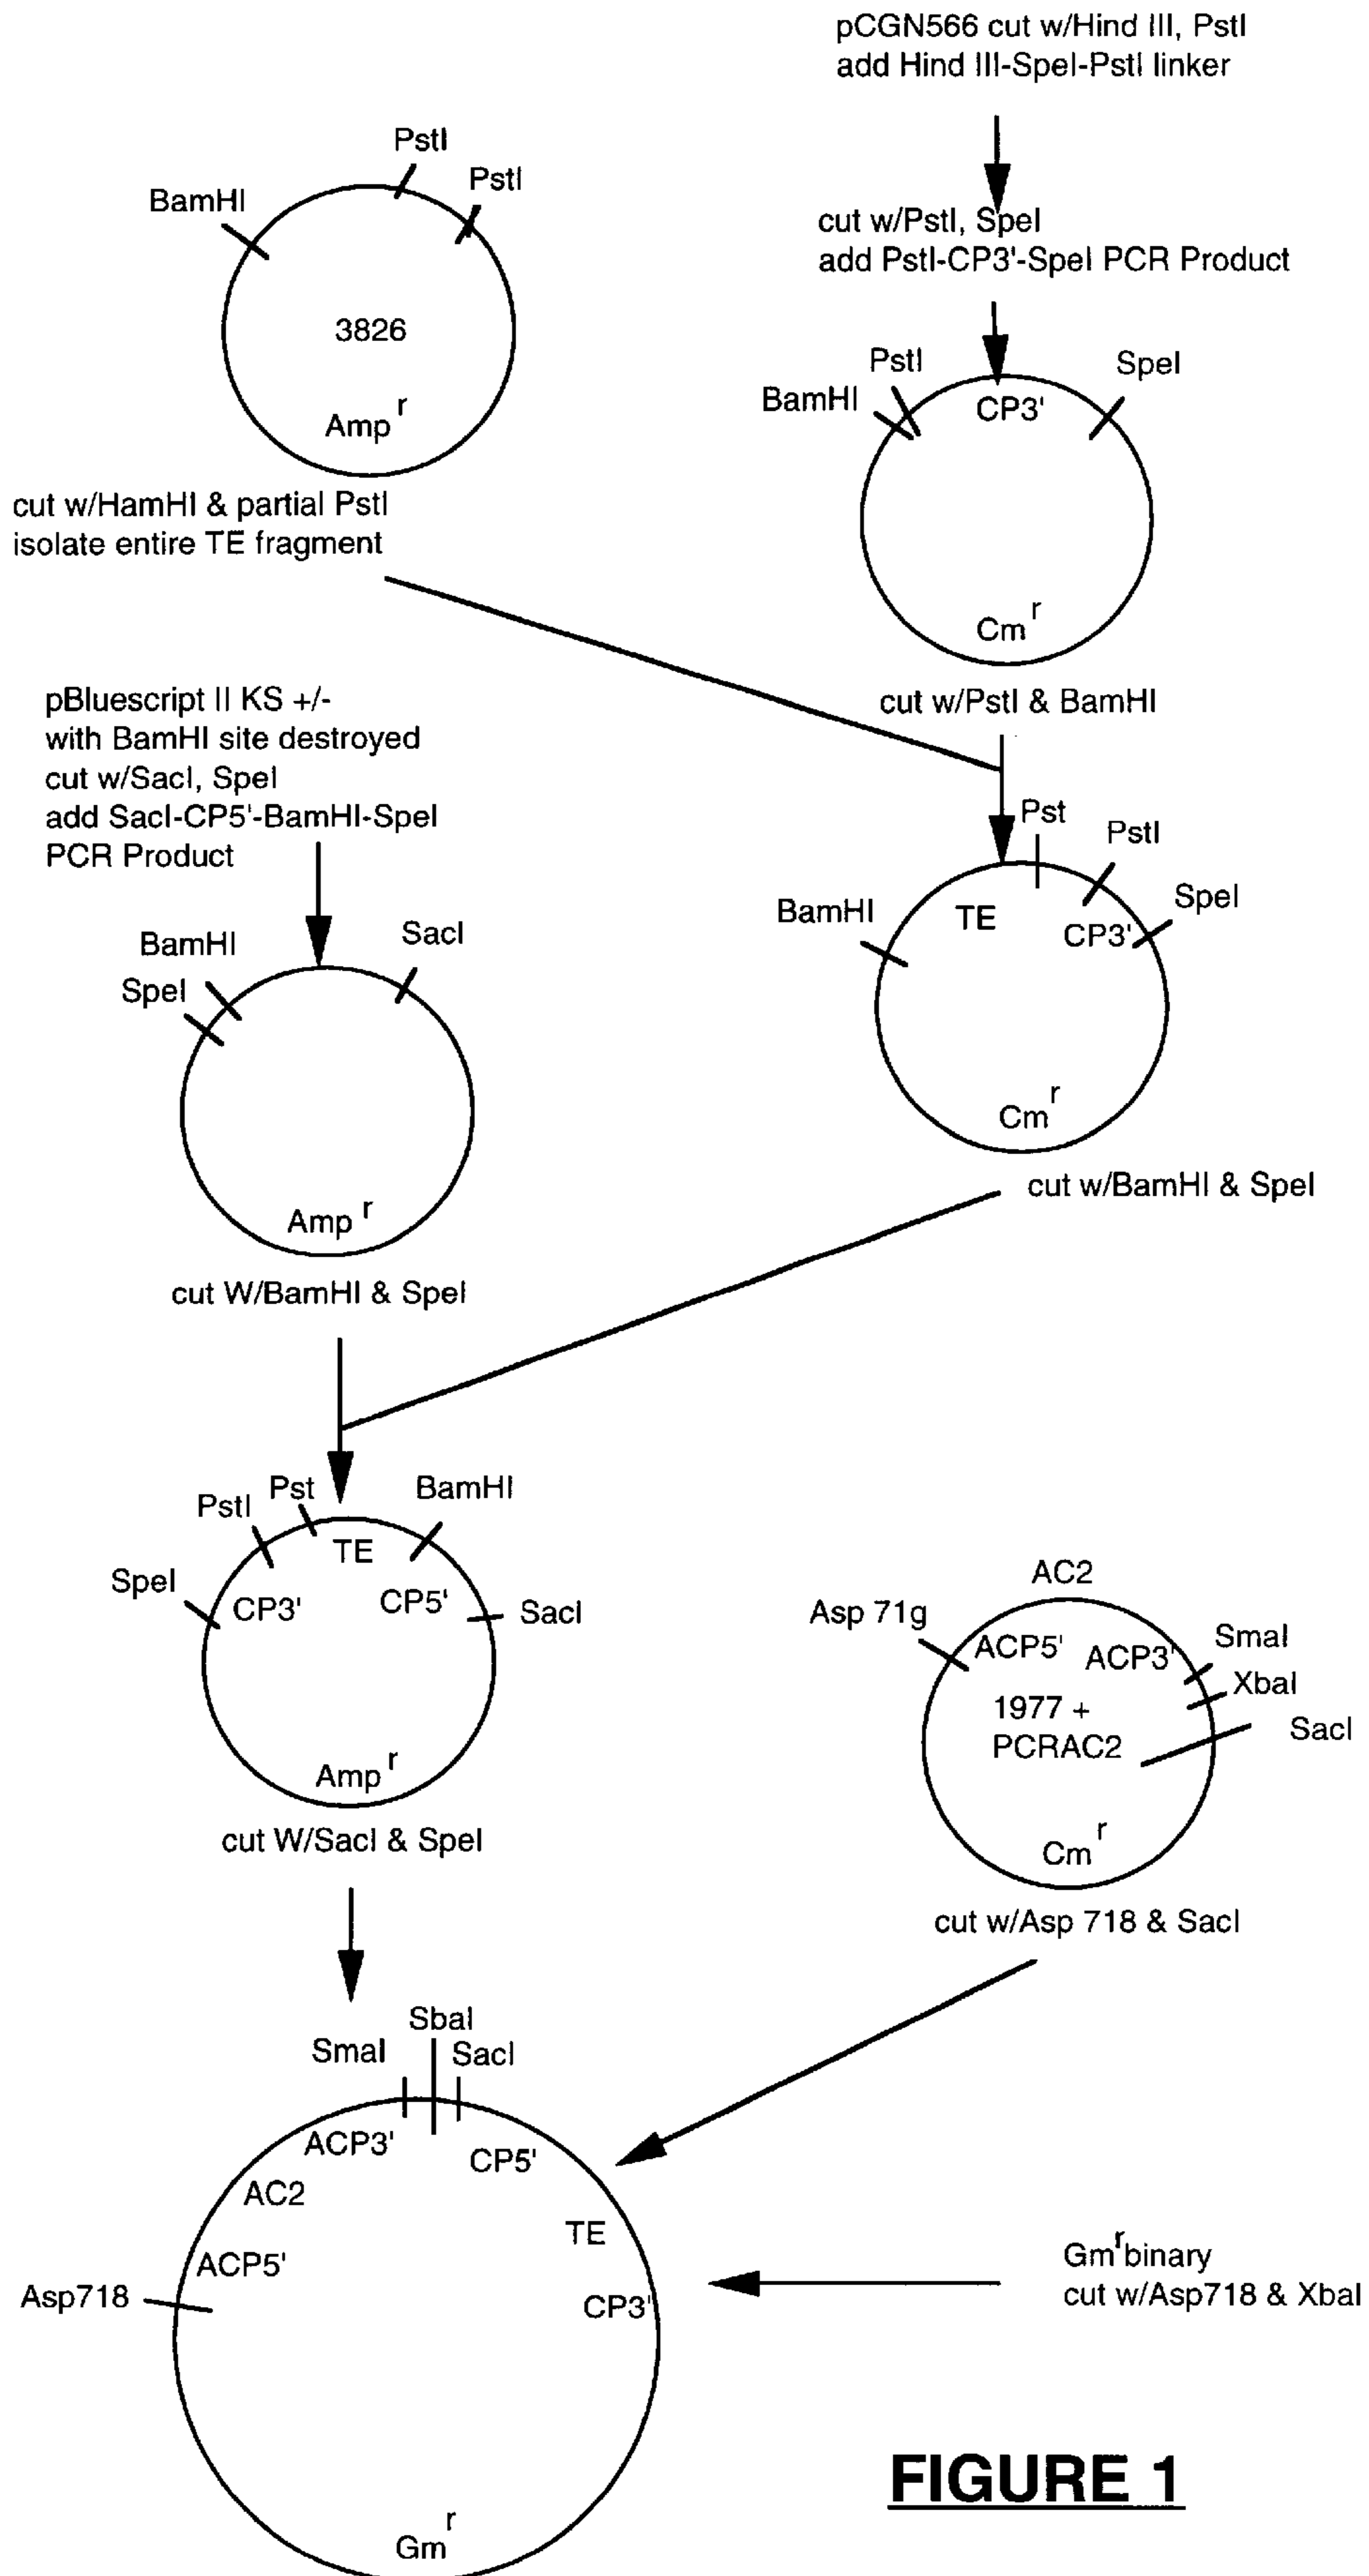 pCGN566 cut w/Hind III, PstI
add Hind III-SpeI-PstI linker
cut w/PstI, SpeI
add PstI-CP3'-SpeI PCR Product
PstI
PstI
BamHI
3826
Amp r
cut w/HamHI & partial PstI
isolate entire TE fragment
PstI
SpeI
BamHI
CP3'
Cm r
cut w/PstI & BamHI
pBluescript II KS +/-
with BamHI site destroyed
cut w/SacI, SpeI
add SacI-CP5'-BamHI-SpeI
PCR Product
Pst
PstI
SpeI
BamHI
TE
CP3'
Cm r
cut w/BamHI & SpeI
SacI
BamHI
SpeI
Amp r
cut W/BamHI & SpeI
Pst
BamHI
PstI
TE
SpeI
CP3'
CP5'
SacI
Amp r
cut W/SacI & SpeI
AC2
Asp 71g
ACP5'
ACP3'
SmaI
XbaI
SacI
1977 +
PCRAC2
Cm r
cut w/Asp 718 & SacI
SbaI
SmaI
SacI
ACP3'
CP5'
AC2
TE
ACP5'
CP3'
Asp718
Gm r
Gm r binary
cut w/Asp718 & XbaI
FIGURE 1